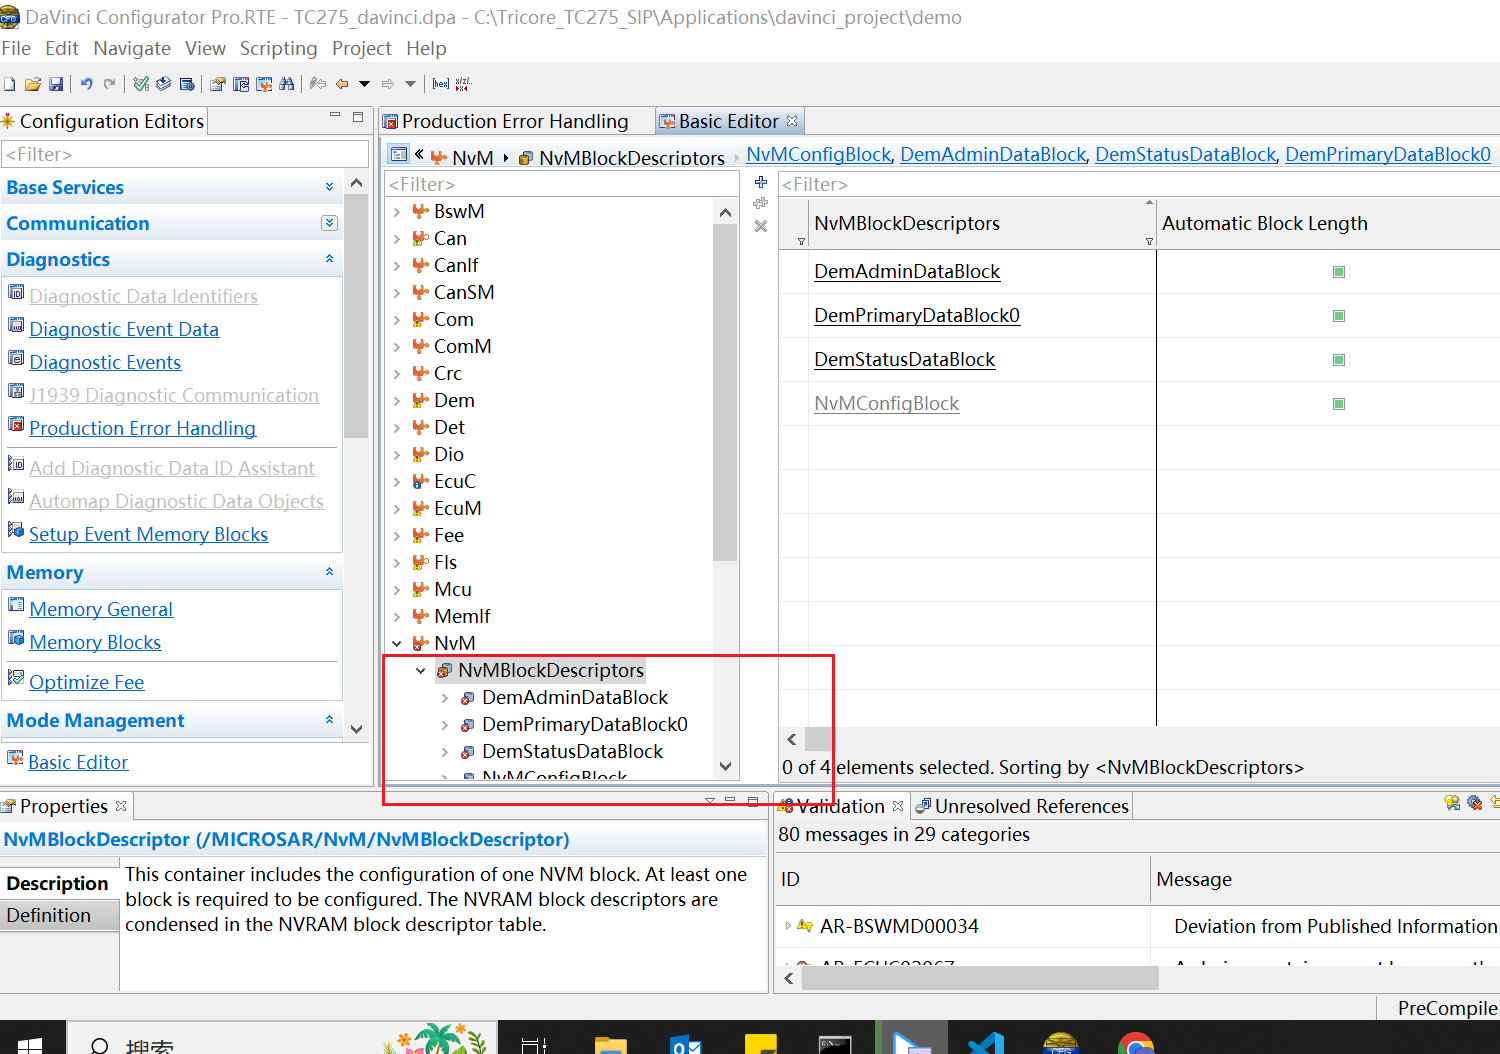 DaVinci Configurator Pro.RTE - TC275_davinci.dpa - C:\Tricore_TC275_SIP\Applications\davinci_project\demo
File Edit Navigate View Scripting Project Help
Configuration Editors
<Filter>
Base Services
Communication
Diagnostics
Diagnostic Data Identifiers
Diagnostic Event Data
Diagnostic Events
J1939 Diagnostic Communication
Production Error Handling
Add Diagnostic Data ID Assistant
Automap Diagnostic Data Objects
Setup Event Memory Blocks
Memory
Memory General
Memory Blocks
Optimize Fee
Mode Management
Basic Editor
Production Error Handling
Basic Editor
NvM NvMBlockDescriptors NvMConfigBlock, DemAdminDataBlock, DemStatusDataBlock, DemPrimaryDataBlock0
<Filter>
BswM
Can
CanIf
CanSM
Com
ComM
Crc
Dem
Det
Dio
EcuC
EcuM
Fee
Fls
Mcu
MemIf
NvM
NvMBlockDescriptors
DemAdminDataBlock
DemPrimaryDataBlock0
DemStatusDataBlock
NvMConfigBlock
<Filter>
NvMBlockDescriptors Automatic Block Length
DemAdminDataBlock
DemPrimaryDataBlock0
DemStatusDataBlock
NvMConfigBlock
0 of 4 elements selected. Sorting by <NvMBlockDescriptors>
Properties
NvMBlockDescriptor (/MICROSAR/NvM/NvMBlockDescriptor)
Description
Definition
This container includes the configuration of one NVM block. At least one
block is required to be configured. The NVRAM block descriptors are
condensed in the NVRAM block descriptor table.
Validation Unresolved References
80 messages in 29 categories
ID Message
AR-BSWMD00034 Deviation from Published Information
PreCompile
搜索